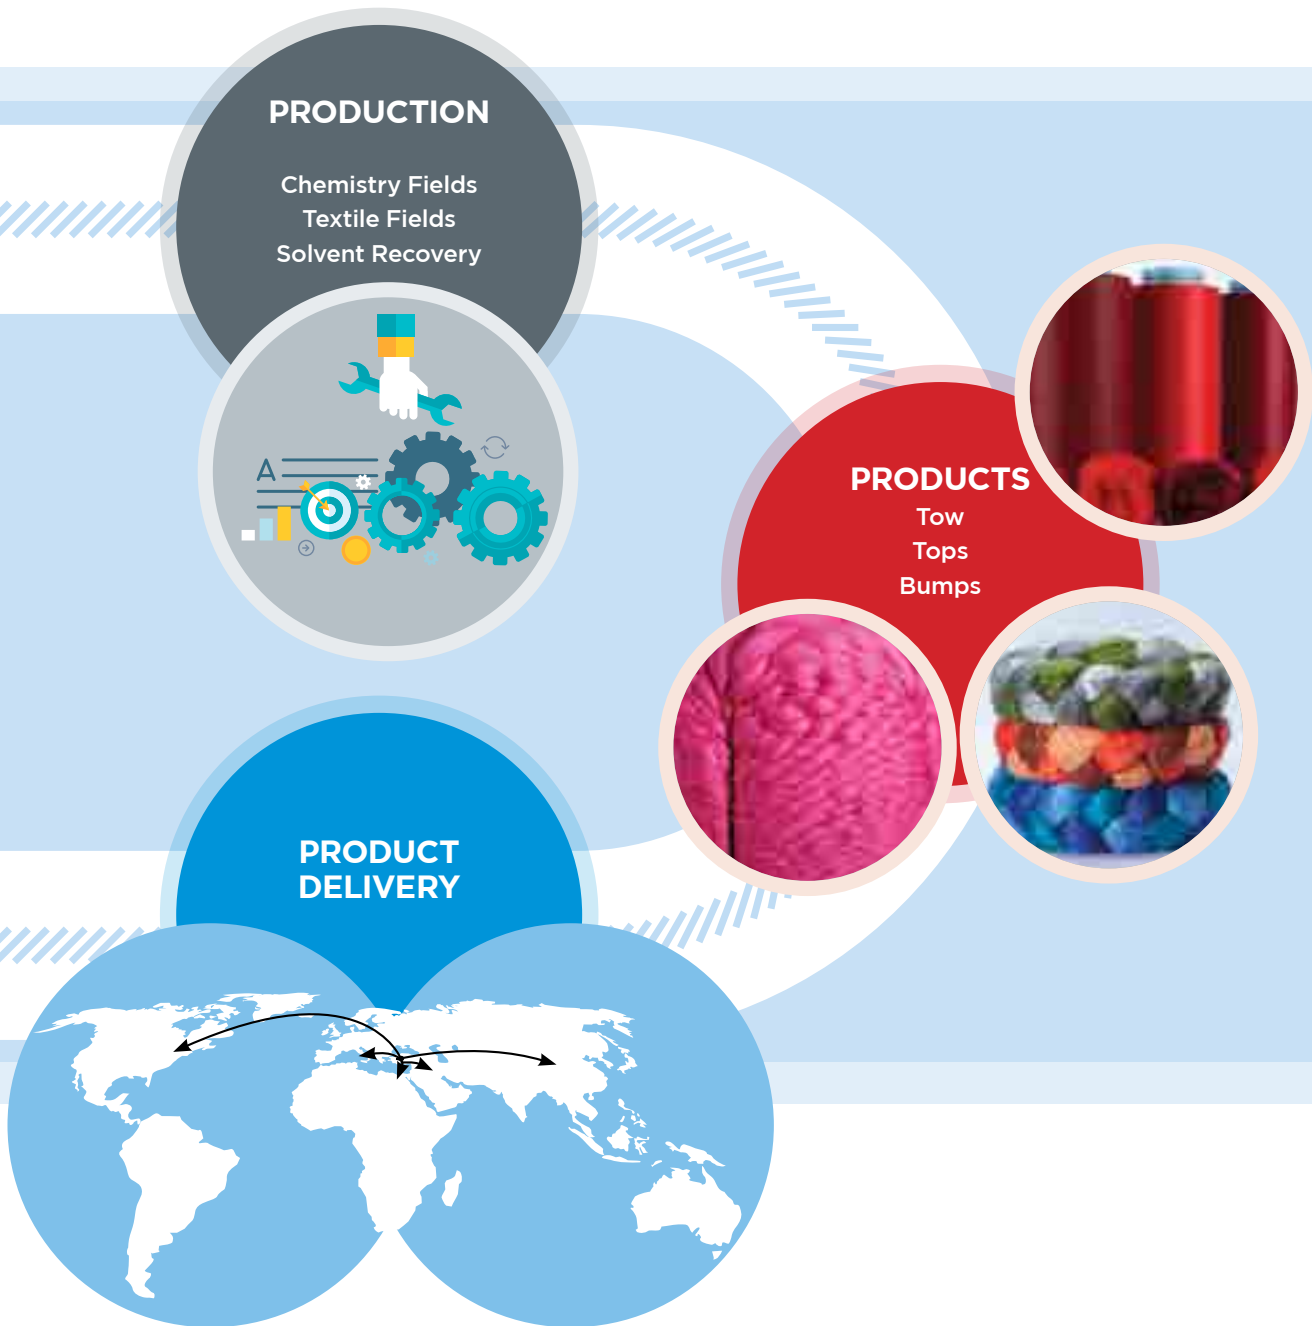 PRODUCTION
Chemistry Fields
Textile Fields
Solvent Recovery
A
PRODUCTS
Tow
Tops
Bumps
PRODUCT
DELIVERY